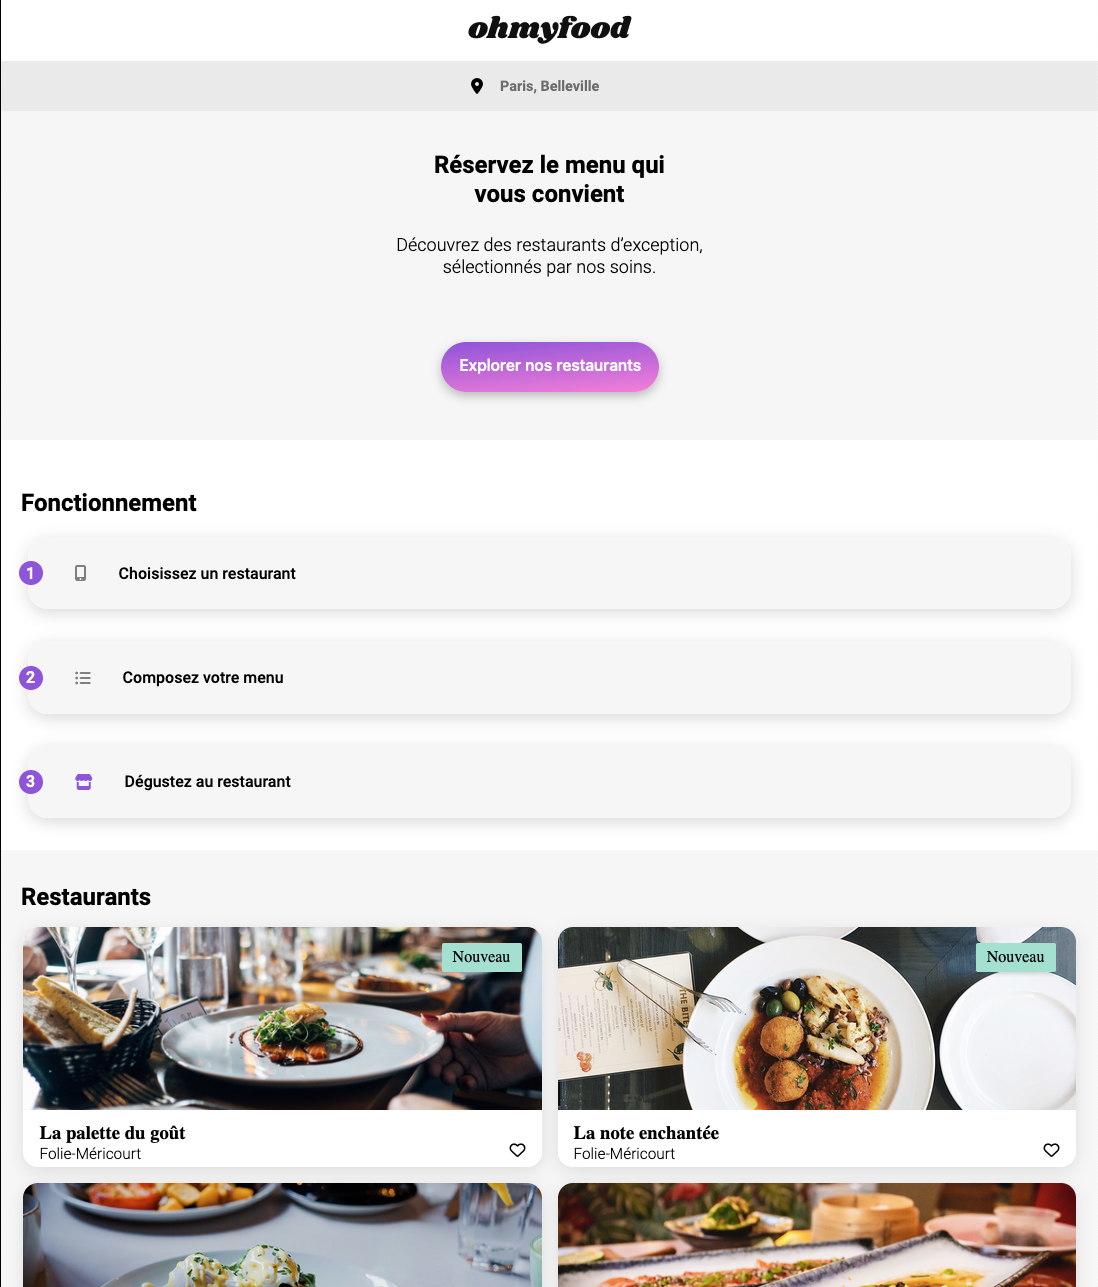 ohmyfood
Paris, Belleville
Réservez le menu qui
vous convient
Découvrez des restaurants d’exception,
sélectionnés par nos soins.
Explorer nos restaurants
Fonctionnement
1 Choisissez un restaurant
2 Composez votre menu
3 Dégustez au restaurant
Restaurants
Nouveau
THE BITE
La palette du goût
Folie-Méricourt
Nouveau
La note enchantée
Folie-Méricourt